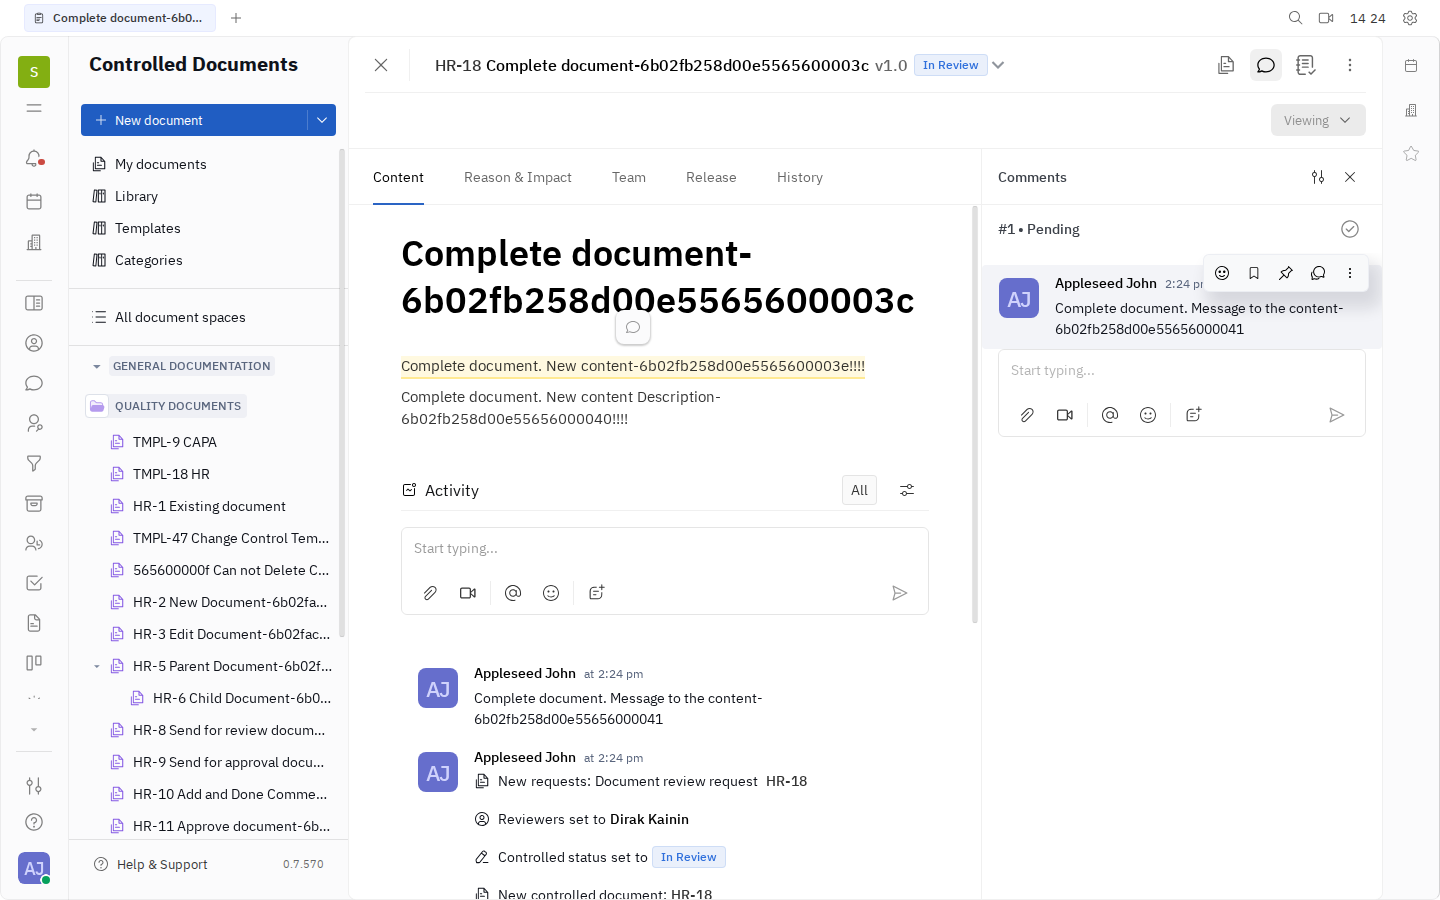 Complete document-6b0...
14 24
S
Controlled Documents
New document
My documents
Library
Templates
Categories
All document spaces
GENERAL DOCUMENTATION
QUALITY DOCUMENTS
TMPL-9 CAPA
TMPL-18 HR
HR-1 Existing document
TMPL-47 Change Control Tem...
565600000f Can not Delete C...
HR-2 New Document-6b02fa...
HR-3 Edit Document-6b02fac...
HR-5 Parent Document-6b02f...
HR-6 Child Document-6b0...
HR-8 Send for review docum...
HR-9 Send for approval docu...
HR-10 Add and Done Comme...
HR-11 Approve document-6b...
Help & Support
0.7.570
AJ
HR-18 Complete document-6b02fb258d00e5565600003c v1.0
In Review
Viewing
Content
Reason & Impact
Team
Release
History
Complete document-
6b02fb258d00e5565600003c
Complete document. New content-6b02fb258d00e5565600003e!!!!
Complete document. New content Description-
6b02fb258d00e55656000040!!!!
Activity
All
Start typing...
AJ
Appleseed John at 2:24 pm
Complete document. Message to the content-
6b02fb258d00e55656000041
AJ
Appleseed John at 2:24 pm
New requests: Document review request HR-18
Reviewers set to Dirak Kainin
Controlled status set to In Review
New controlled document: HR-18
Comments
#1 • Pending
AJ
Appleseed John 2:24 p
Complete document. Message to the content-
6b02fb258d00e55656000041
Start typing...